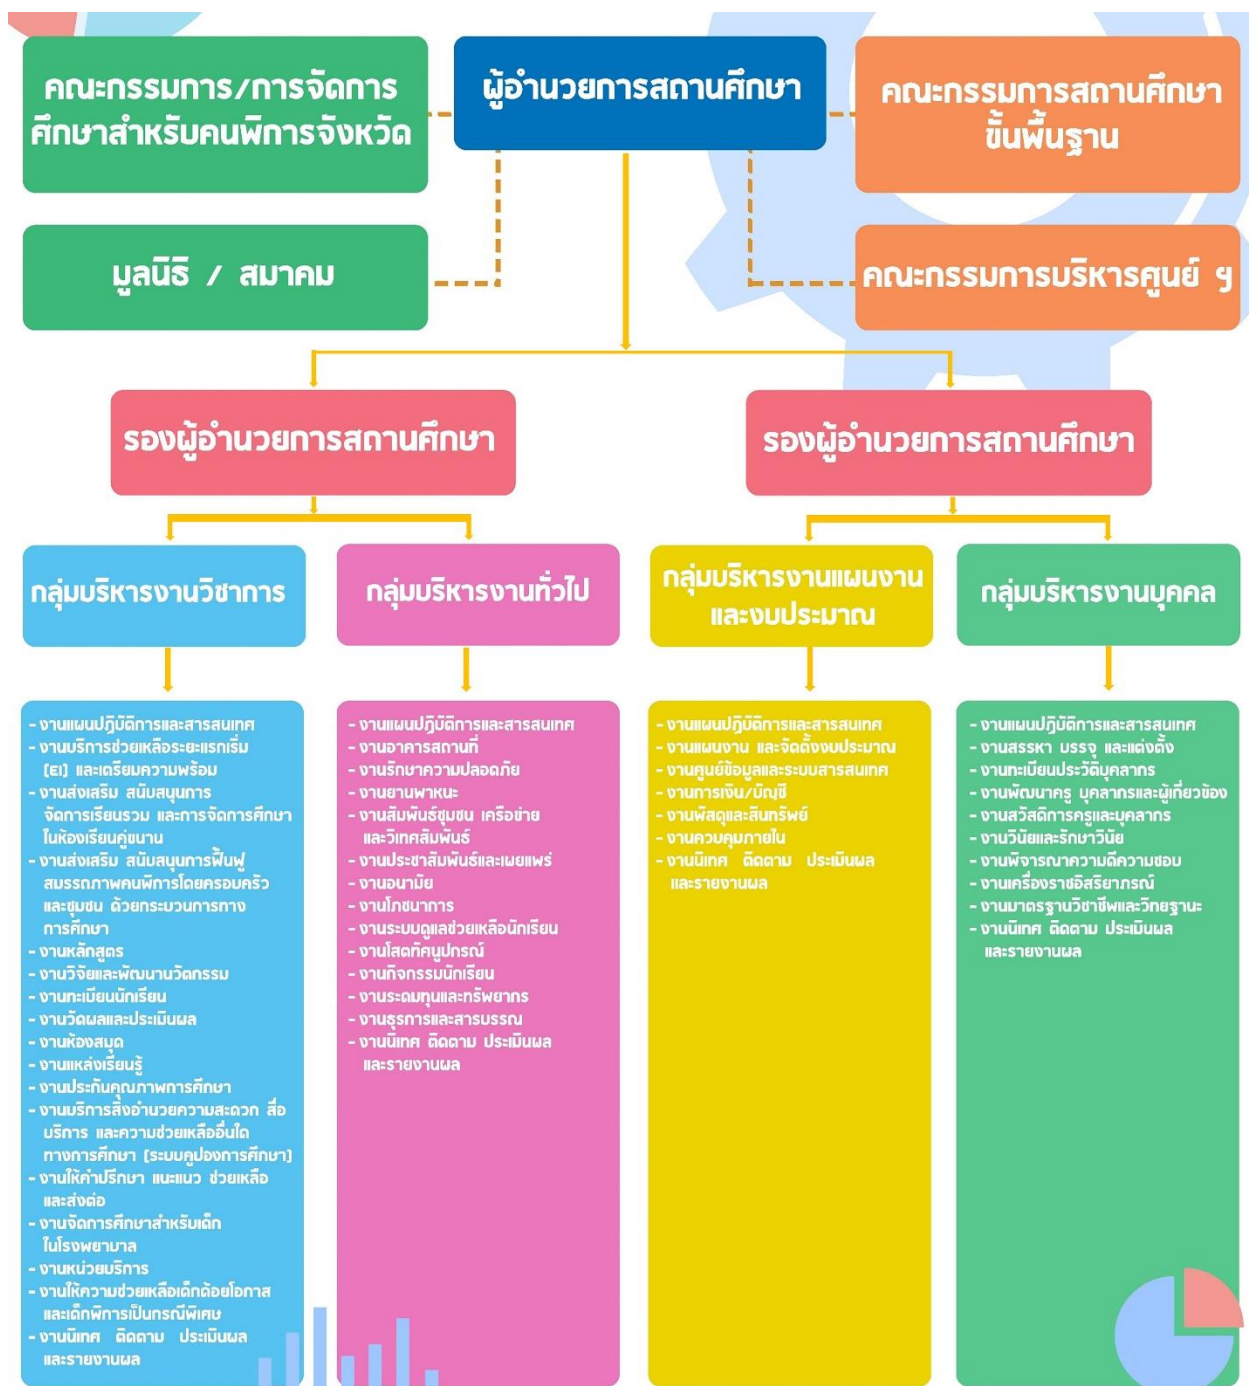 คณะกรรมการ/การจัดการ
ศึกษาสำหรับคนพิการจังหวัด
ผู้อำนวยการสถานศึกษา
คณะกรรมการสถานศึกษา
ขั้นพื้นฐาน
มูลนิธิ / สมาคม
คณะกรรมการบริหารศูนย์ ฯ
รองผู้อำนวยการสถานศึกษา
รองผู้อำนวยการสถานศึกษา
กลุ่มบริหารงานวิชาการ
กลุ่มบริหารงานทั่วไป
กลุ่มบริหารงานแผนงาน
และงบประมาณ
กลุ่มบริหารงานบุคคล
- งานแผนปฏิบัติการและสารสนเทศ
- งานบริการช่วยเหลือระยะแรกเริ่ม
(EI) และเตรียมความพร้อม
- งานส่งเสริม สนับสนุนการ
จัดการเรียนรวม และการจัดการศึกษา
ในห้องเรียนคู่ขนาน
- งานส่งเสริม สนับสนุนการฟื้นฟู
สมรรถภาพคนพิการโดยครอบครัว
และชุมชน ด้วยกระบวนการทาง
การศึกษา
- งานหลักสูตร
- งานวิจัยและพัฒนานวัตกรรม
- งานทะเบียนนักเรียน
- งานวัดผลและประเมินผล
- งานห้องสมุด
- งานแหล่งเรียนรู้
- งานประกันคุณภาพการศึกษา
- งานบริการสิ่งอำนวยความสะดวก สื่อ
บริการ และความช่วยเหลืออื่นใด
ทางการศึกษา (ระบบคูปองการศึกษา)
- งานให้คำปรึกษา แนะแนว ช่วยเหลือ
และส่งต่อ
- งานจัดการศึกษาสำหรับเด็ก
ในโรงพยาบาล
- งานหน่วยบริการ
- งานให้ความช่วยเหลือเด็กด้อยโอกาส
และเด็กพิการเป็นกรณีพิเศษ
- งานนิเทศ ติดตาม ประเมินผล
และรายงานผล
- งานแผนปฏิบัติการและสารสนเทศ
- งานอาคารสถานที่
- งานรักษาความปลอดภัย
- งานยานพาหนะ
- งานสัมพันธ์ชุมชน เครือข่าย
และวิเทศสัมพันธ์
- งานประชาสัมพันธ์และเผยแพร่
- งานอนามัย
- งานโภชนาการ
- งานระบบดูแลช่วยเหลือนักเรียน
- งานโสตทัศนูปกรณ์
- งานกิจกรรมนักเรียน
- งานระดมทุนและทรัพยากร
- งานธุรการและสารบรรณ
- งานนิเทศ ติดตาม ประเมินผล
และรายงานผล
- งานแผนปฏิบัติการและสารสนเทศ
- งานแผนงาน และจัดตั้งงบประมาณ
- งานศูนย์ข้อมูลและระบบสารสนเทศ
- งานการเงิน/บัญชี
- งานพัสดุและสินทรัพย์
- งานควบคุมภายใน
- งานนิเทศ ติดตาม ประเมินผล
และรายงานผล
- งานแผนปฏิบัติการและสารสนเทศ
- งานสรรหา บรรจุ และแต่งตั้ง
- งานทะเบียนประวัติบุคลากร
- งานพัฒนาครู บุคลากรและผู้เกี่ยวข้อง
- งานสวัสดิการครูและบุคลากร
- งานวินัยและรักษาวินัย
- งานพิจารณาความดีความชอบ
- งานเครื่องราชอิสริยาภรณ์
- งานมาตรฐานวิชาชีพและวิทยฐานะ
- งานนิเทศ ติดตาม ประเมินผล
และรายงานผล